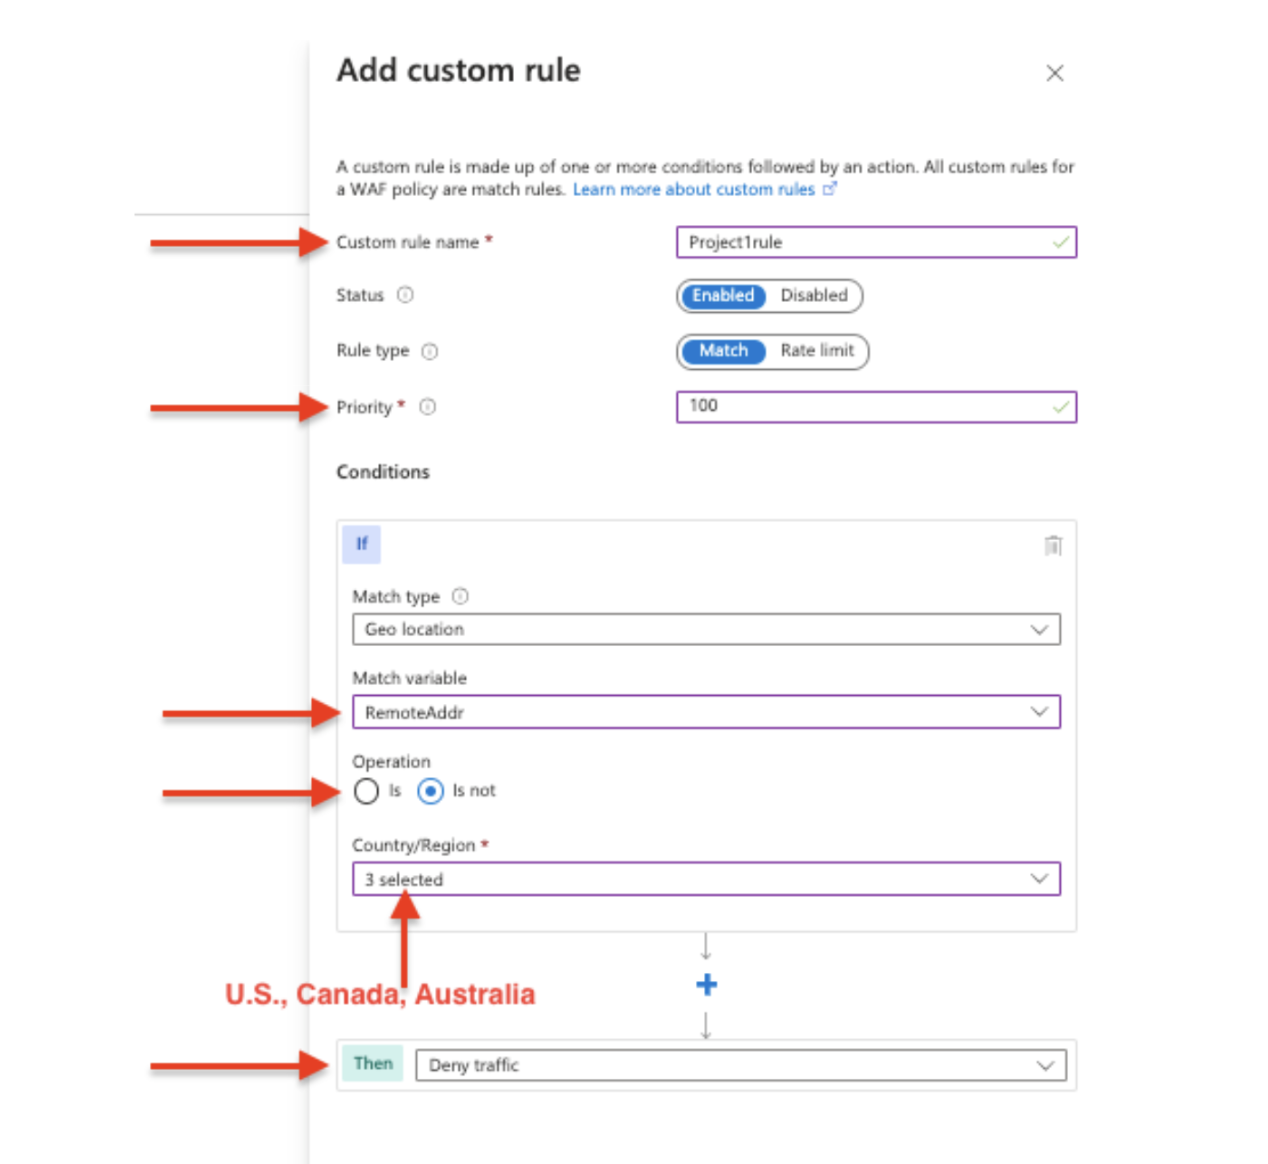 Add custom rule
A custom rule is made up of one or more conditions followed by an action. All custom rules for
a WAF policy are match rules. Learn more about custom rules
Custom rule name *
Project1rule
Status
Enabled Disabled
Rule type
Match Rate limit
Priority *
100
Conditions
If
Match type
Geo location
Match variable
RemoteAddr
Operation
Is Is not
Country/Region *
3 selected
U.S., Canada, Australia
Then
Deny traffic